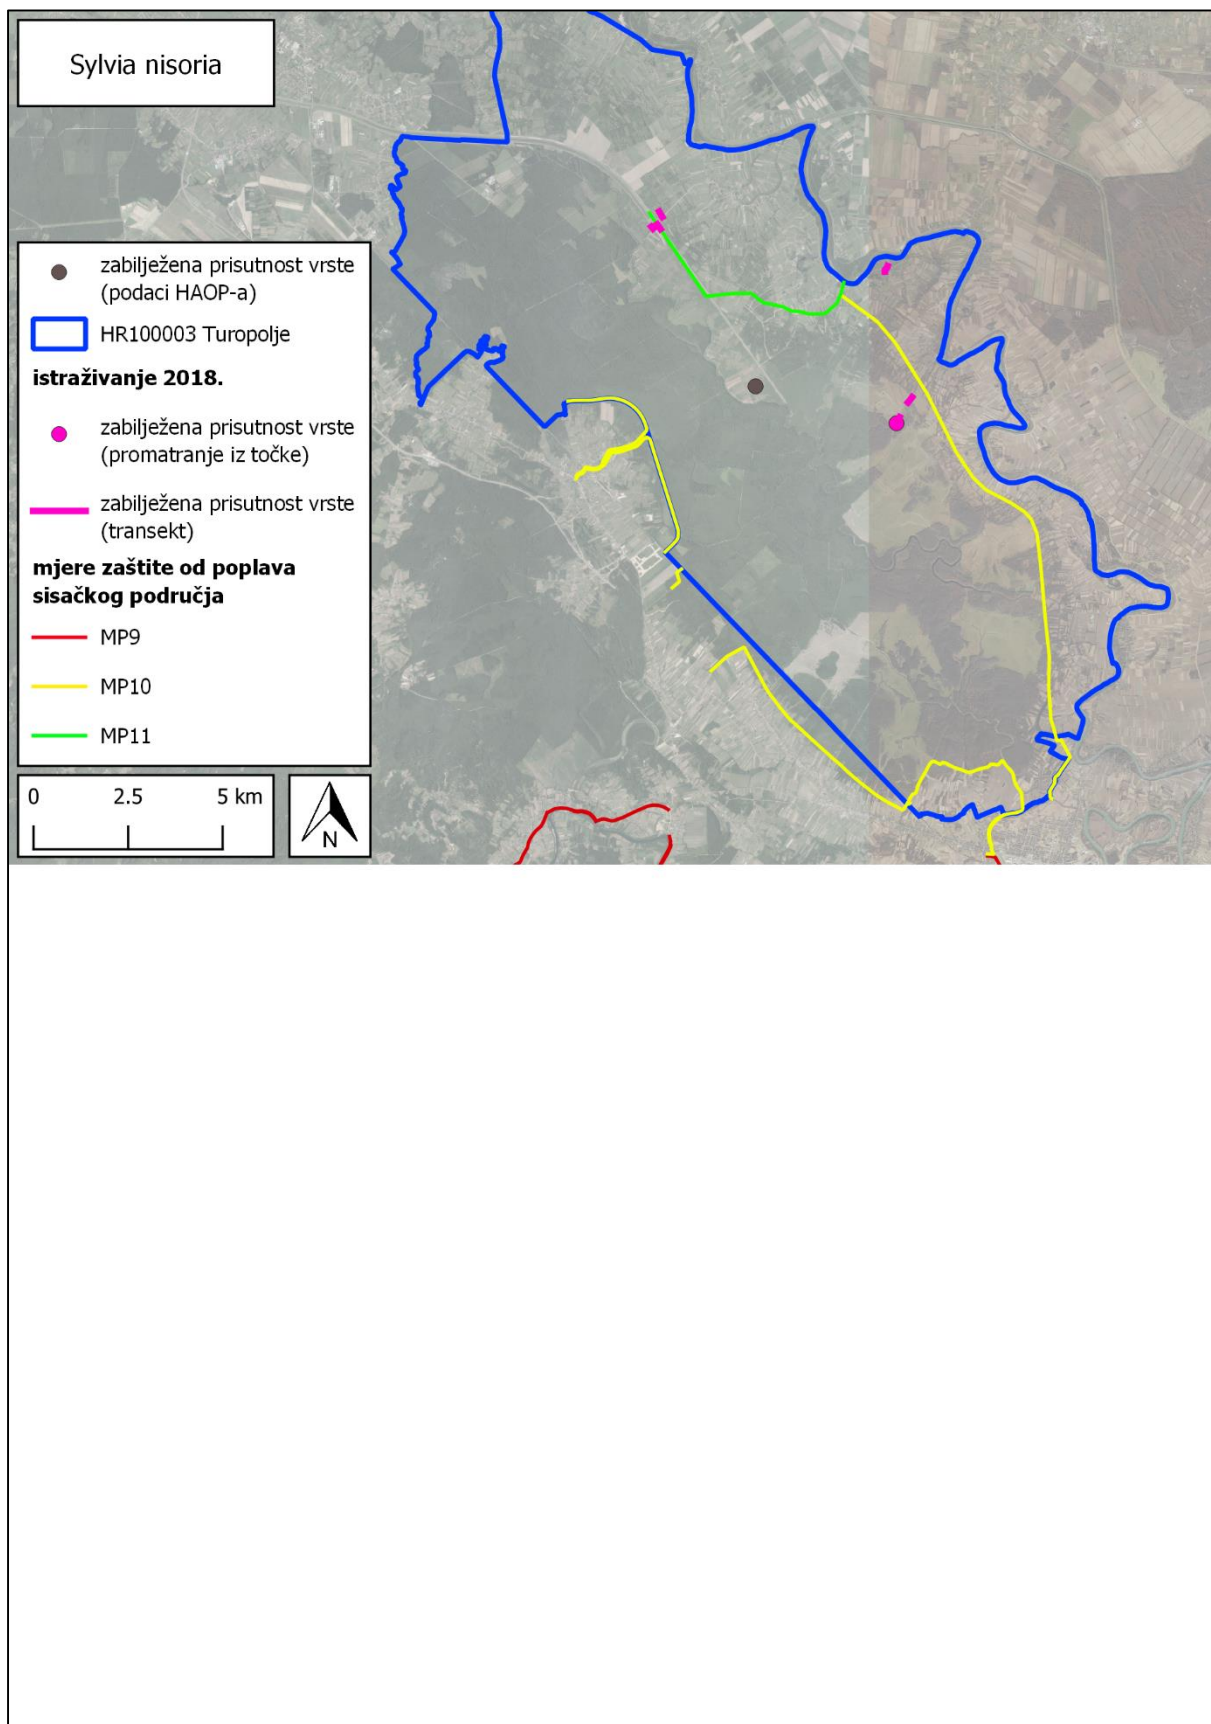 Sylvia nisoria
zabilježena prisutnost vrste
(podaci HAOP-a)
HR100003 Turopolje
istraživanje 2018.
zabilježena prisutnost vrste
(promatranje iz točke)
zabilježena prisutnost vrste
(transekt)
mjere zaštite od poplava
sisačkog područja
MP9
MP10
MP11
0 2.5 5 km
N